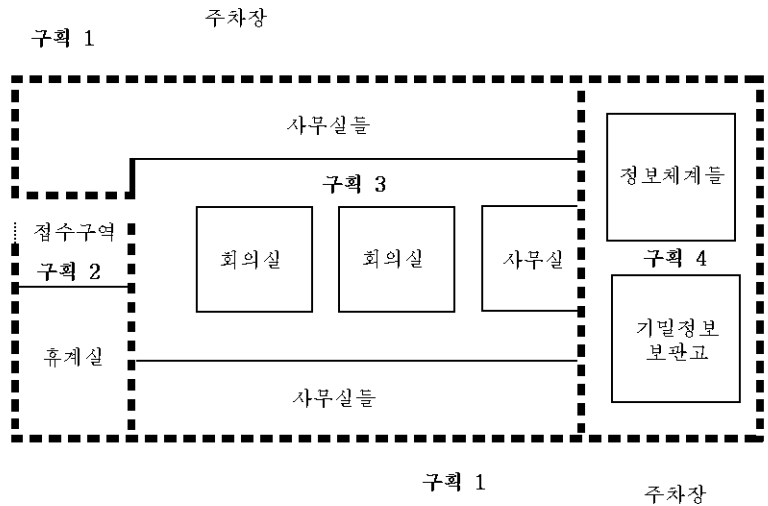 주차장
구획 1
사무실들
구획 3
정보체계들
접수구역
구획 2
회의실
회의실
사무실
구획 4
휴게실
기밀정보
보관고
사무실들
구획 1
주차장